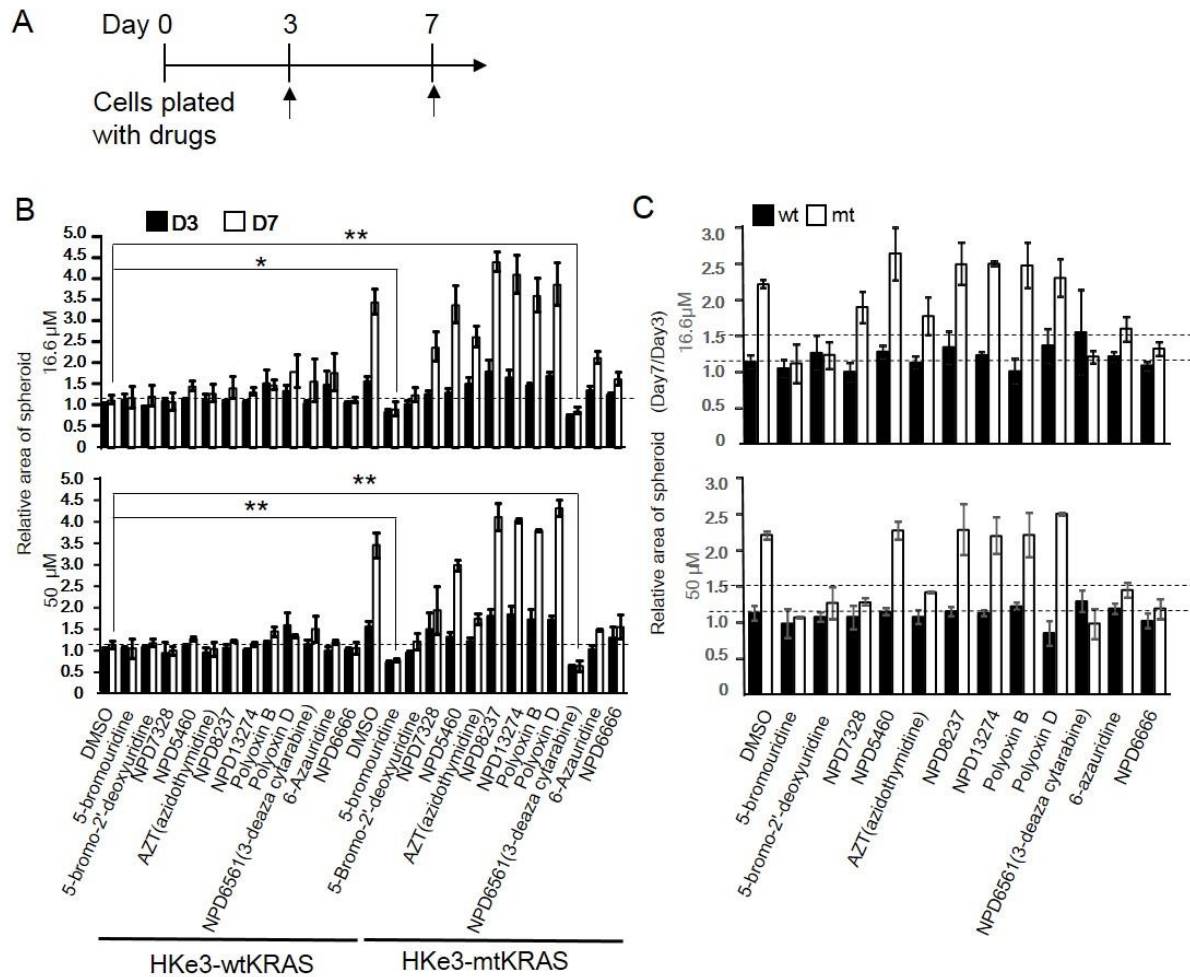 A
Day 0 3 7
Cells plated
with drugs
B
D3 D7
Relative area of spheroid
16.6 µM
5.0
4.5
4.0
3.5
3.0
2.5
2.0
1.5
1.0
0.5
0
**
*
50 µM
5.0
4.5
4.0
3.5
3.0
2.5
2.0
1.5
1.0
0.5
0
**
**
DMSO
5-bromouridine
5-bromo-2'-deoxyuridine
NPD7328
NPD5460
AZT(azidothymidine)
NPD8237
NPD13274
Polyoxin B
Polyoxin D
NPD6561(3-deaza cytarabine)
6-Azauridine
NPD6666
DMSO
5-bromouridine
5-Bromo-2'-deoxyuridine
NPD7328
NPD5460
AZT(azidothymidine)
NPD8237
NPD13274
Polyoxin B
Polyoxin D
NPD6561(3-deaza cytarabine)
6-Azauridine
NPD6666
HKe3-wtKRAS
HKe3-mtKRAS
C
wt mt
Relative area of spheroid (Day7/Day3)
16.6µM
3.0
2.5
2.0
1.5
1.0
0.5
0
50 µM
3.0
2.5
2.0
1.5
1.0
0.5
0
DMSO
5-bromouridine
5-bromo-2'-deoxyuridine
NPD7328
NPD5460
AZT(azidothymidine)
NPD8237
NPD13274
Polyoxin B
Polyoxin D
NPD6561(3-deaza cytarabine)
6-azauridine
NPD6666